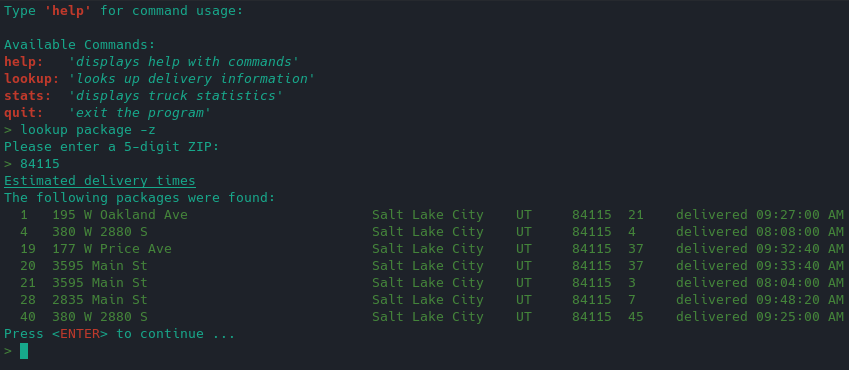 Type 'help' for command usage:
Available Commands:
help: 'displays help with commands'
lookup: 'looks up delivery information'
stats: 'displays truck statistics'
quit: 'exit the program'
> lookup package -z
Please enter a 5-digit ZIP:
> 84115
Estimated delivery times
The following packages were found:
1 195 W Oakland Ave Salt Lake City UT 84115 21 delivered 09:27:00 AM
4 380 W 2880 S Salt Lake City UT 84115 4 delivered 08:08:00 AM
19 177 W Price Ave Salt Lake City UT 84115 37 delivered 09:32:40 AM
20 3595 Main St Salt Lake City UT 84115 37 delivered 09:33:40 AM
21 3595 Main St Salt Lake City UT 84115 3 delivered 08:04:00 AM
28 2835 Main St Salt Lake City UT 84115 7 delivered 09:48:20 AM
40 380 W 2880 S Salt Lake City UT 84115 45 delivered 09:25:00 AM
Press <ENTER> to continue ...
>